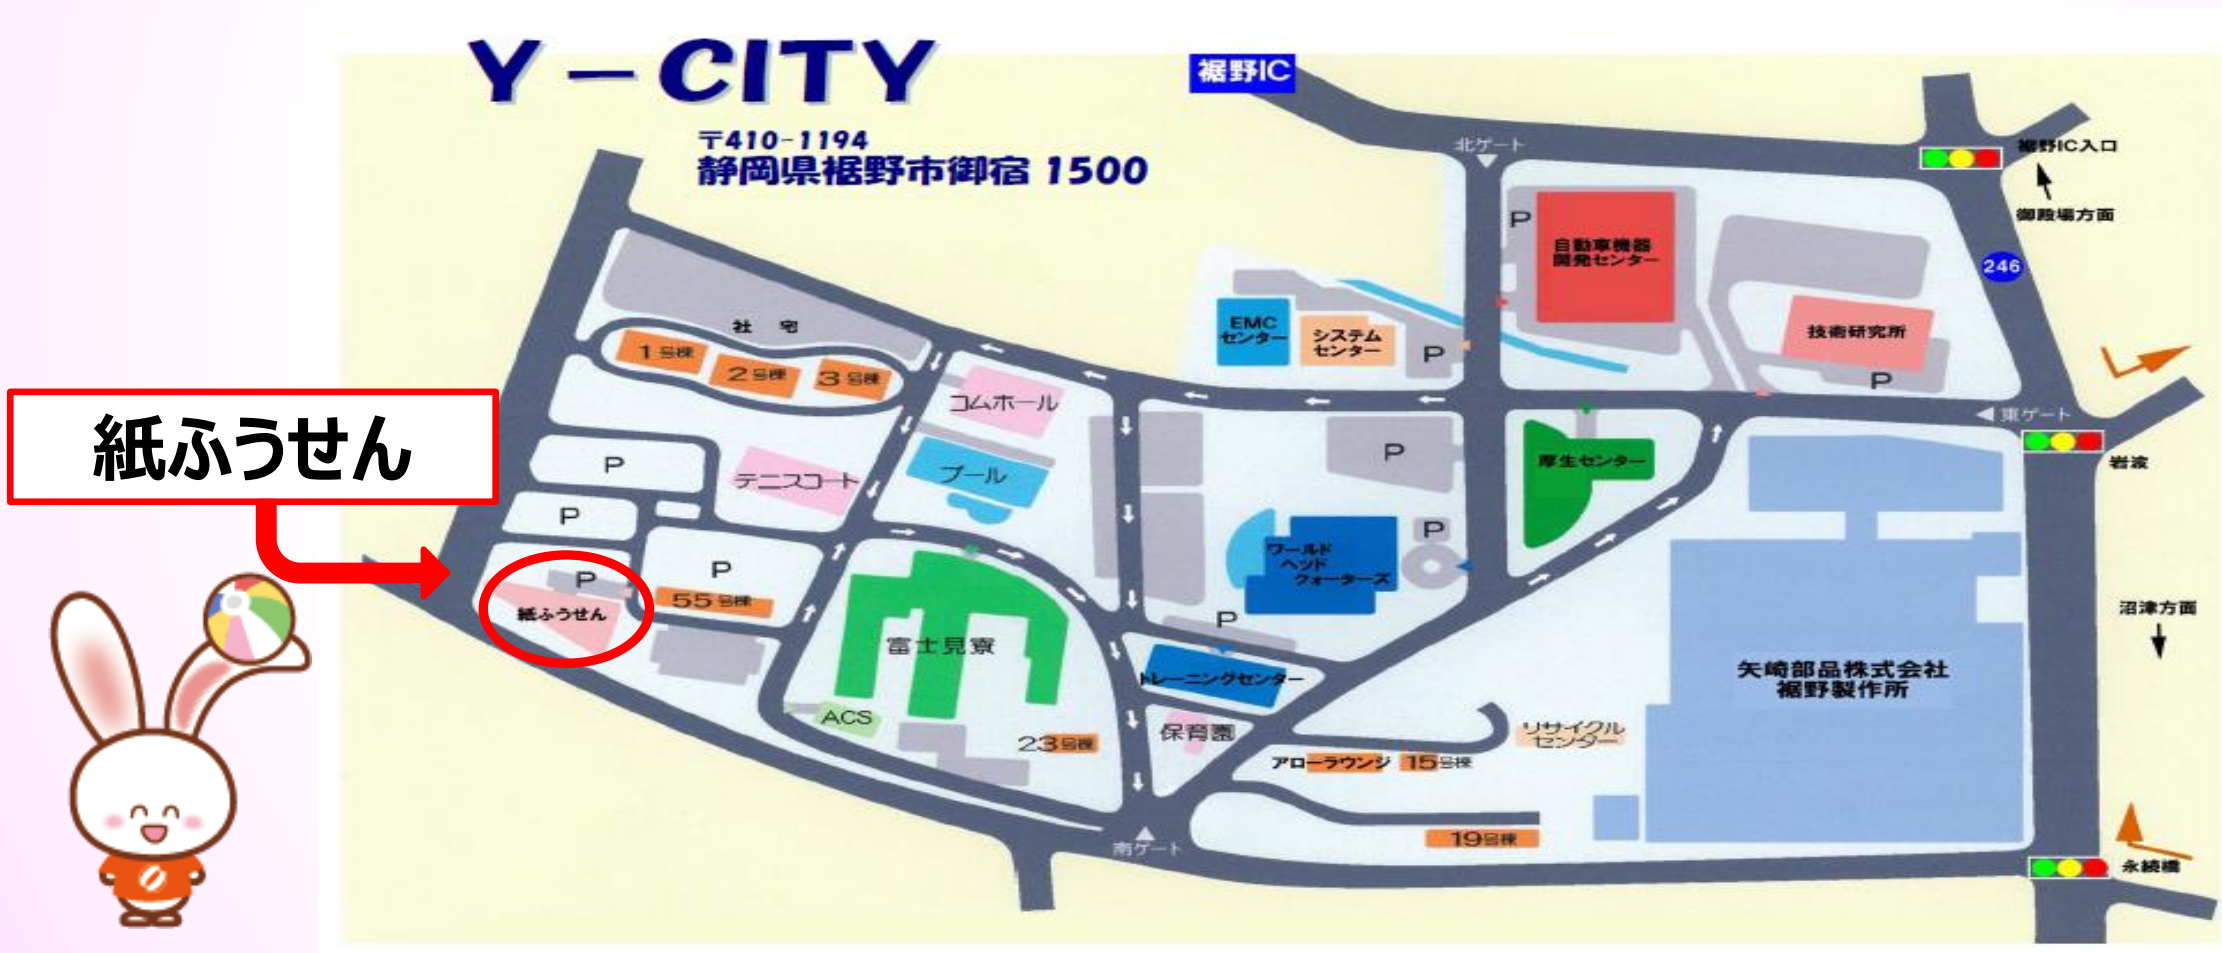 Y－CITY
〒410-1194
静岡県裾野市御宿 1500
裾野IC
北ゲート
裾野IC入口
御殿場方面
246
P
自動車機器
開発センター
技術研究所
P
EMC
センター
システム
センター
P
社 宅
1号棟
2号棟
3号棟
コムホール
東ゲート
岩波
紙ふうせん
P
テニスコート
プール
P
厚生センター
P
P
ワールド
ヘッド
クォーターズ
P
P
55号棟
紙ふうせん
P
富士見寮
トレーニングセンター
沼津方面
矢崎部品株式会社
裾野製作所
ACS
23号棟
保育園
リサイクル
センター
アローラウンジ
15号棟
19号棟
南ゲート
永続橋